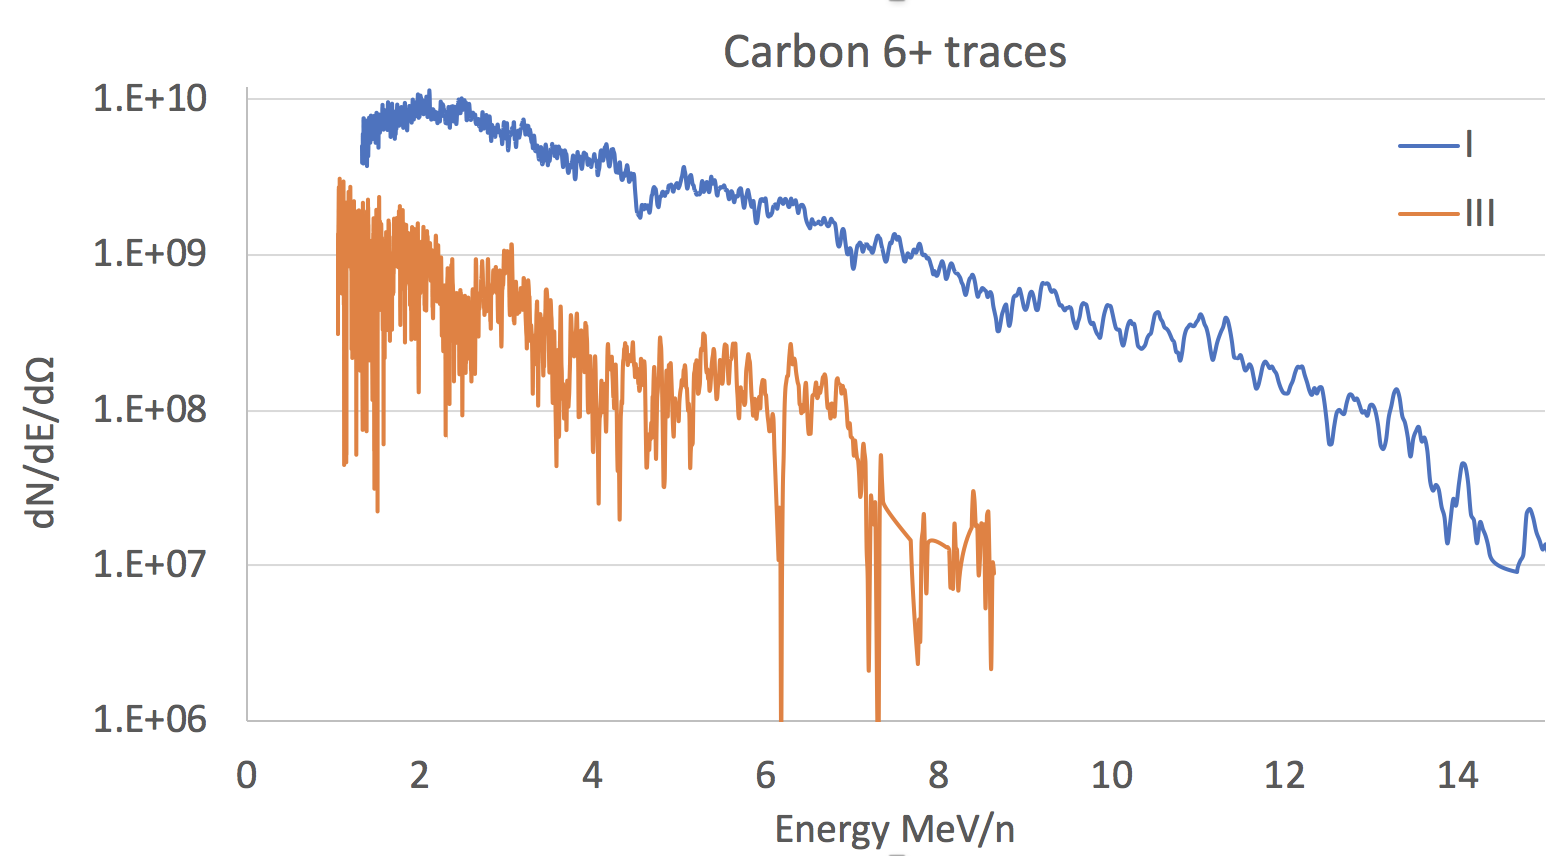 Carbon 6+ traces
1.E+10
1.E+09
1.E+08
1.E+07
1.E+06
dN/dE/dΩ
I
III
0 2 4 6 8 10 12 14
Energy MeV/n